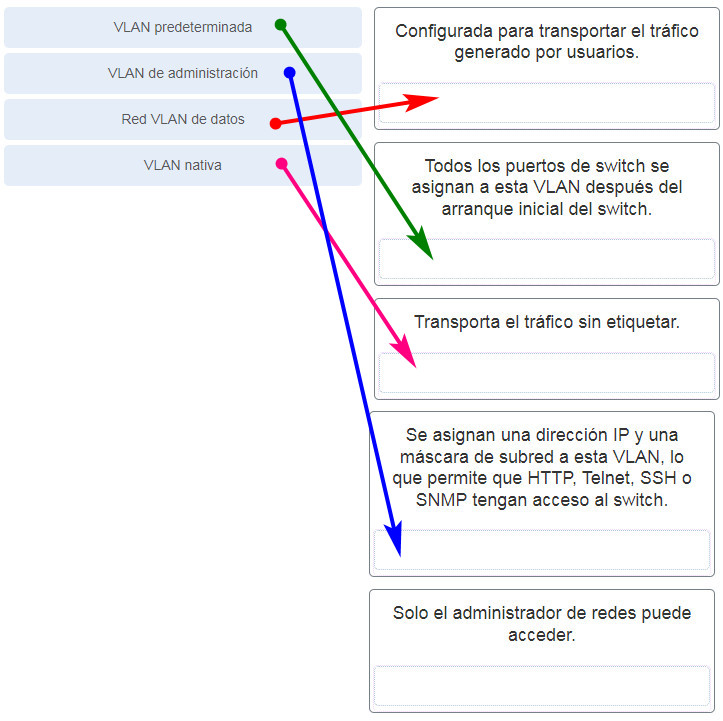 VLAN predeterminada
VLAN de administración
Red VLAN de datos
VLAN nativa
Configurada para transportar el tráfico
generado por usuarios.
Todos los puertos de switch se
asignan a esta VLAN después del
arranque inicial del switch.
Transporta el tráfico sin etiquetar.
Se asignan una dirección IP y una
máscara de subred a esta VLAN, lo
que permite que HTTP, Telnet, SSH o
SNMP tengan acceso al switch.
Solo el administrador de redes puede
acceder.